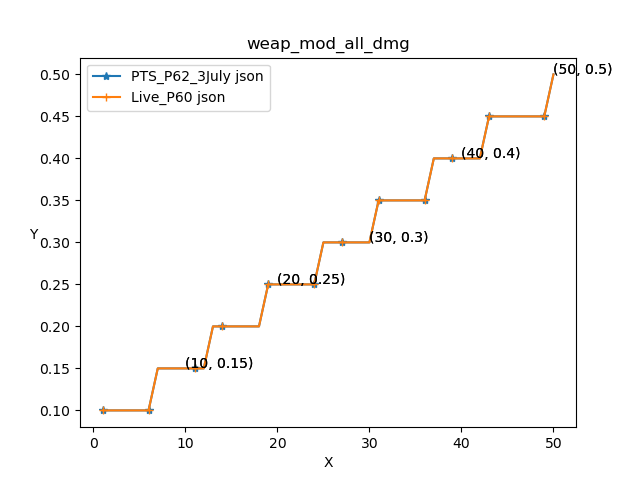 weap_mod_all_dmg
PTS_P62_3July json
Live_P60 json
(50, 0.5)
(40, 0.4)
(30, 0.3)
(20, 0.25)
(10, 0.15)
Y
0.50
0.45
0.40
0.35
0.30
0.25
0.20
0.15
0.10
0 10 20 30 40 50
X